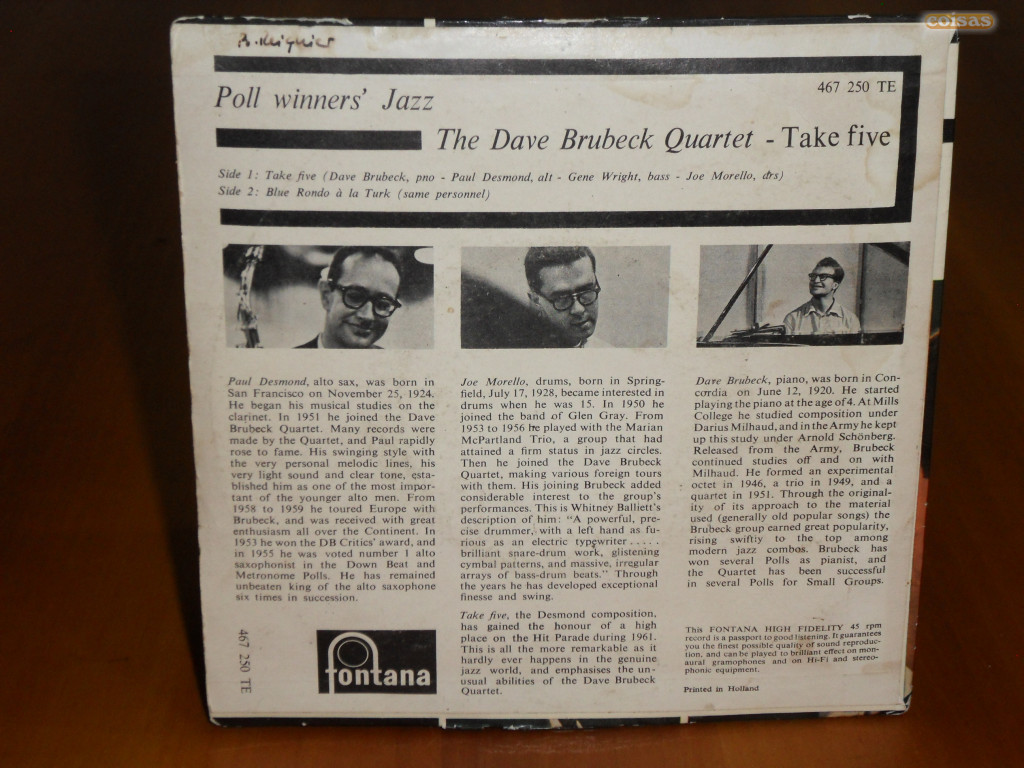 coisas
467 250 TE
Poll winners' Jazz
The Dave Brubeck Quartet - Take five
Side 1: Take five (Dave Brubeck, pno - Paul Desmond, alt - Gene Wright, bass - Joe Morello, drs)
Side 2: Blue Rondo à la Turk (same personnel)
Paul Desmond, alto sax, was born in
San Francisco on November 25, 1924.
He began his musical studies on the
clarinet. In 1951 he joined the Dave
Brubeck Quartet. Many records were
made by the Quartet, and Paul rapidly
rose to fame. His swinging style with
the very personal melodic lines, his
very light sound and clear tone, esta-
blished him as one of the most impor-
tant of the younger alto men. From
1958 to 1959 he toured Europe with
Brubeck, and was received with great
enthusiasm all over the Continent. In
1953 he won the DB Critics' award, and
in 1955 he was voted number 1 alto
saxophonist in the Down Beat and
Metronome Polls. He has remained
unbeaten king of the alto saxophone
six times in succession.
Joe Morello, drums, born in Spring-
field, July 17, 1928, became interested in
drums when he was 15. In 1950 he
joined the band of Glen Gray. From
1953 to 1956 he played with the Marian
McPartland Trio, a group that had
attained a firm status in jazz circles.
Then he joined the Dave Brubeck
Quartet, making various foreign tours
with them. His joining Brubeck added
considerable interest to the group's
performances. This is Whitney Balliett's
description of him: "A powerful, pre-
cise drummer, with a left hand as fu-
rious as an electric typewriter.....
brilliant snare-drum work, glistening
cymbal patterns, and massive, irregular
arrays of bass-drum beats." Through
the years he has developed exceptional
finesse and swing.
Take five, the Desmond composition,
has gained the honour of a high
place on the Hit Parade during 1961.
This is all the more remarkable as it
hardly ever happens in the genuine
jazz world, and emphasises the un-
usual abilities of the Dave Brubeck
Quartet.
Dave Brubeck, piano, was born in Con-
cordia on June 12, 1920. He started
playing the piano at the age of 4. At Mills
College he studied composition under
Darius Milhaud, and in the Army he kept
up this study under Arnold Schönberg.
Released from the Army, Brubeck
continued studies off and on with
Milhaud. He formed an experimental
octet in 1946, a trio in 1949, and a
quartet in 1951. Through the original-
ity of its approach to the material
used (generally old popular songs) the
Brubeck group earned great popularity,
rising swiftly to the top among
modern jazz combos. Brubeck has
won several Polls as pianist, and
the Quartet has been successful
in several Polls for Small Groups.
This FONTANA HIGH FIDELITY 45 rpm
record is a passport to good listening. It guarantees
you the finest possible quality of sound reproduc-
tion, and can be played to brilliant effect on mon-
aural gramophones and on Hi-Fi and stereo-
phonic equipment.
Printed in Holland
467 250 TE
fontana